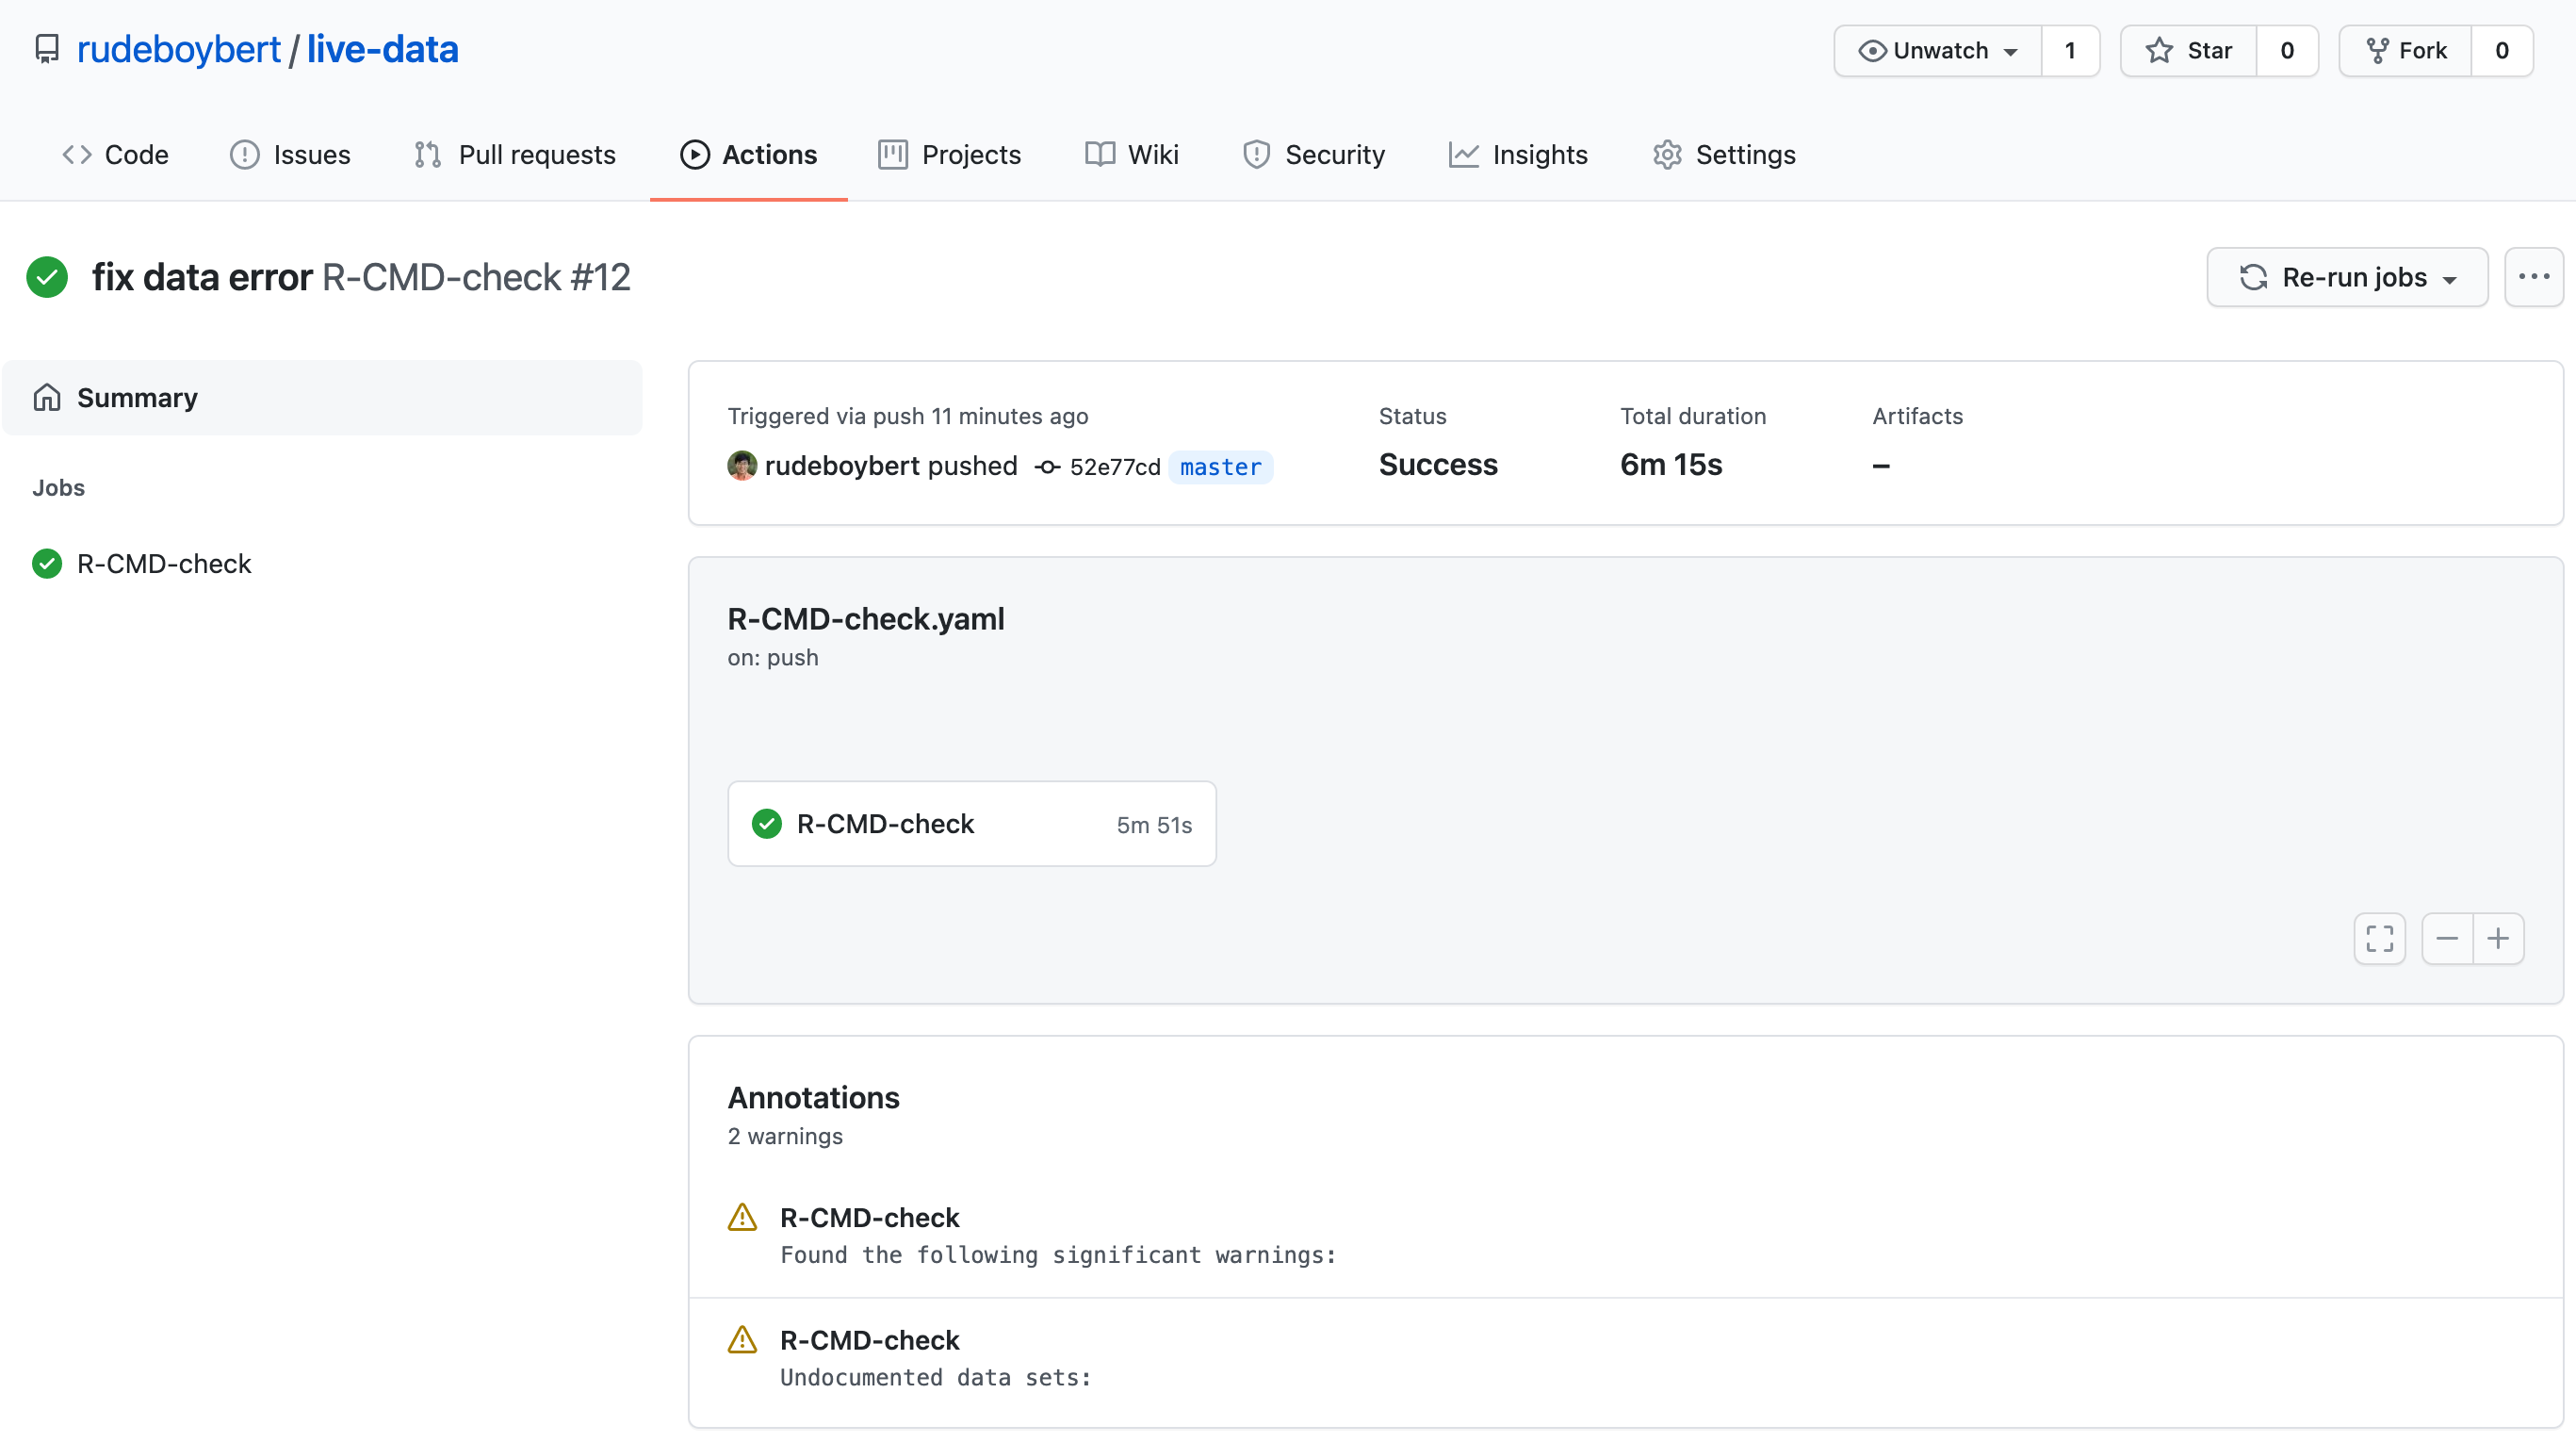 rudeboybert / live-data
Unwatch 1
Star 0
Fork 0
Code Issues Pull requests Actions Projects Wiki Security Insights Settings
fix data error R-CMD-check #12
Re-run jobs
Summary
Jobs
R-CMD-check
Triggered via push 11 minutes ago
rudeboybert pushed 52e77cd master
Status
Success
Total duration
6m 15s
Artifacts
–
R-CMD-check.yaml
on: push
R-CMD-check 5m 51s
Annotations
2 warnings
R-CMD-check
Found the following significant warnings:
R-CMD-check
Undocumented data sets: